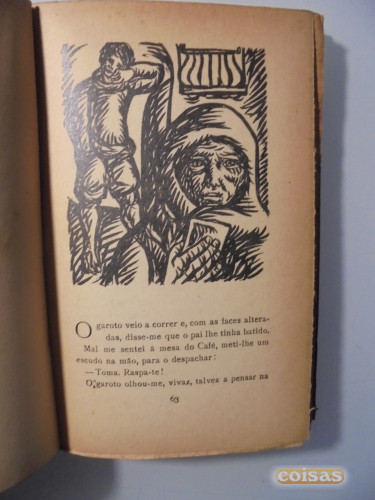 O garoto veio a correr e, com as faces altera-
das, disse-me que o pai lhe tinha batido.
Mal me sentei à mesa do Café, meti-lhe um
escudo na mão, para o despachar:
— Toma. Raspa-te!
O garoto olhou-me, vivaz, talvez a pensar na
63
coisas